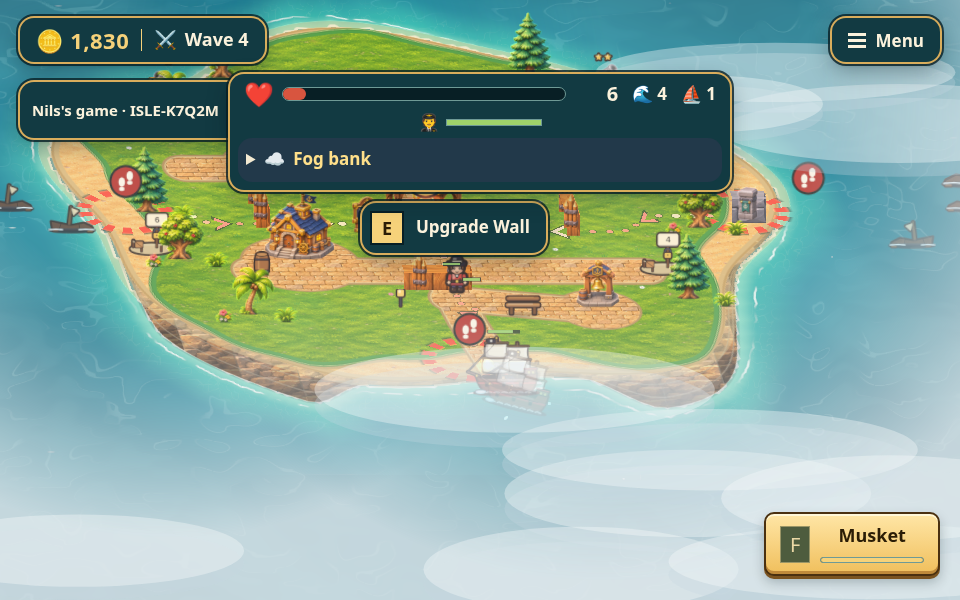 1,830 Wave 4
Menu
Nils's game · ISLE-K7Q2M
6 4 1
Fog bank
6
E Upgrade Wall
4
F Musket